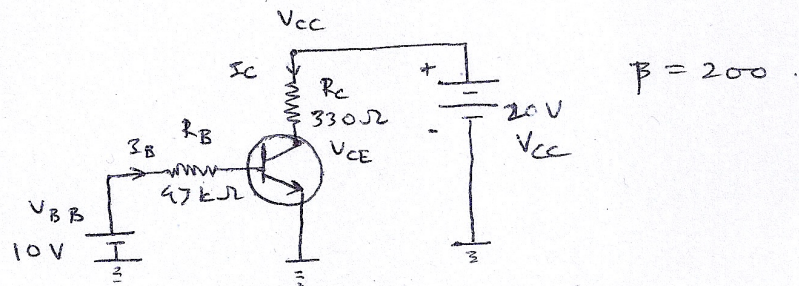 VCC
IC
RC
330Ω
+
20V
-
VCC
β = 200.
RB
IB
47kΩ
VCE
VBB
10V